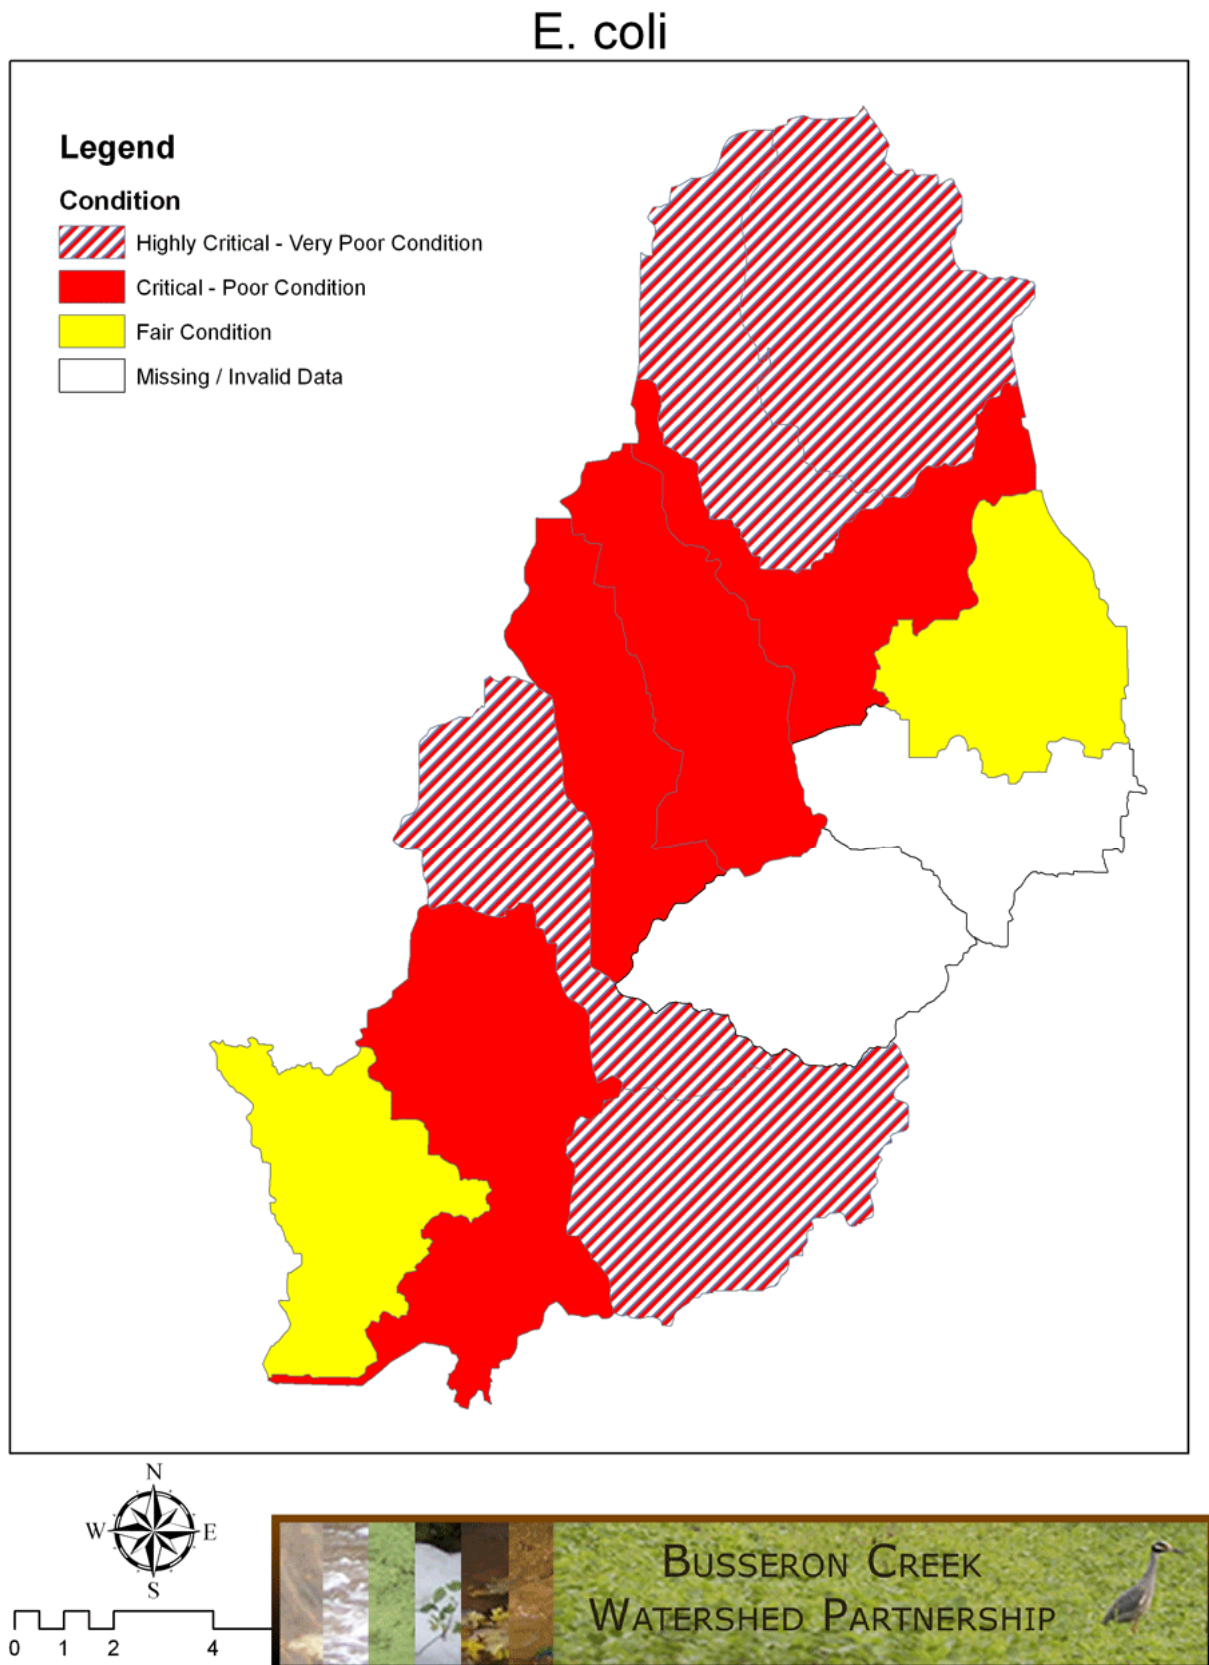 E. coli
Legend
Condition
Highly Critical - Very Poor Condition
Critical - Poor Condition
Fair Condition
Missing / Invalid Data
N
W E
S
0 1 2 4
BUSSERON CREEK
WATERSHED PARTNERSHIP